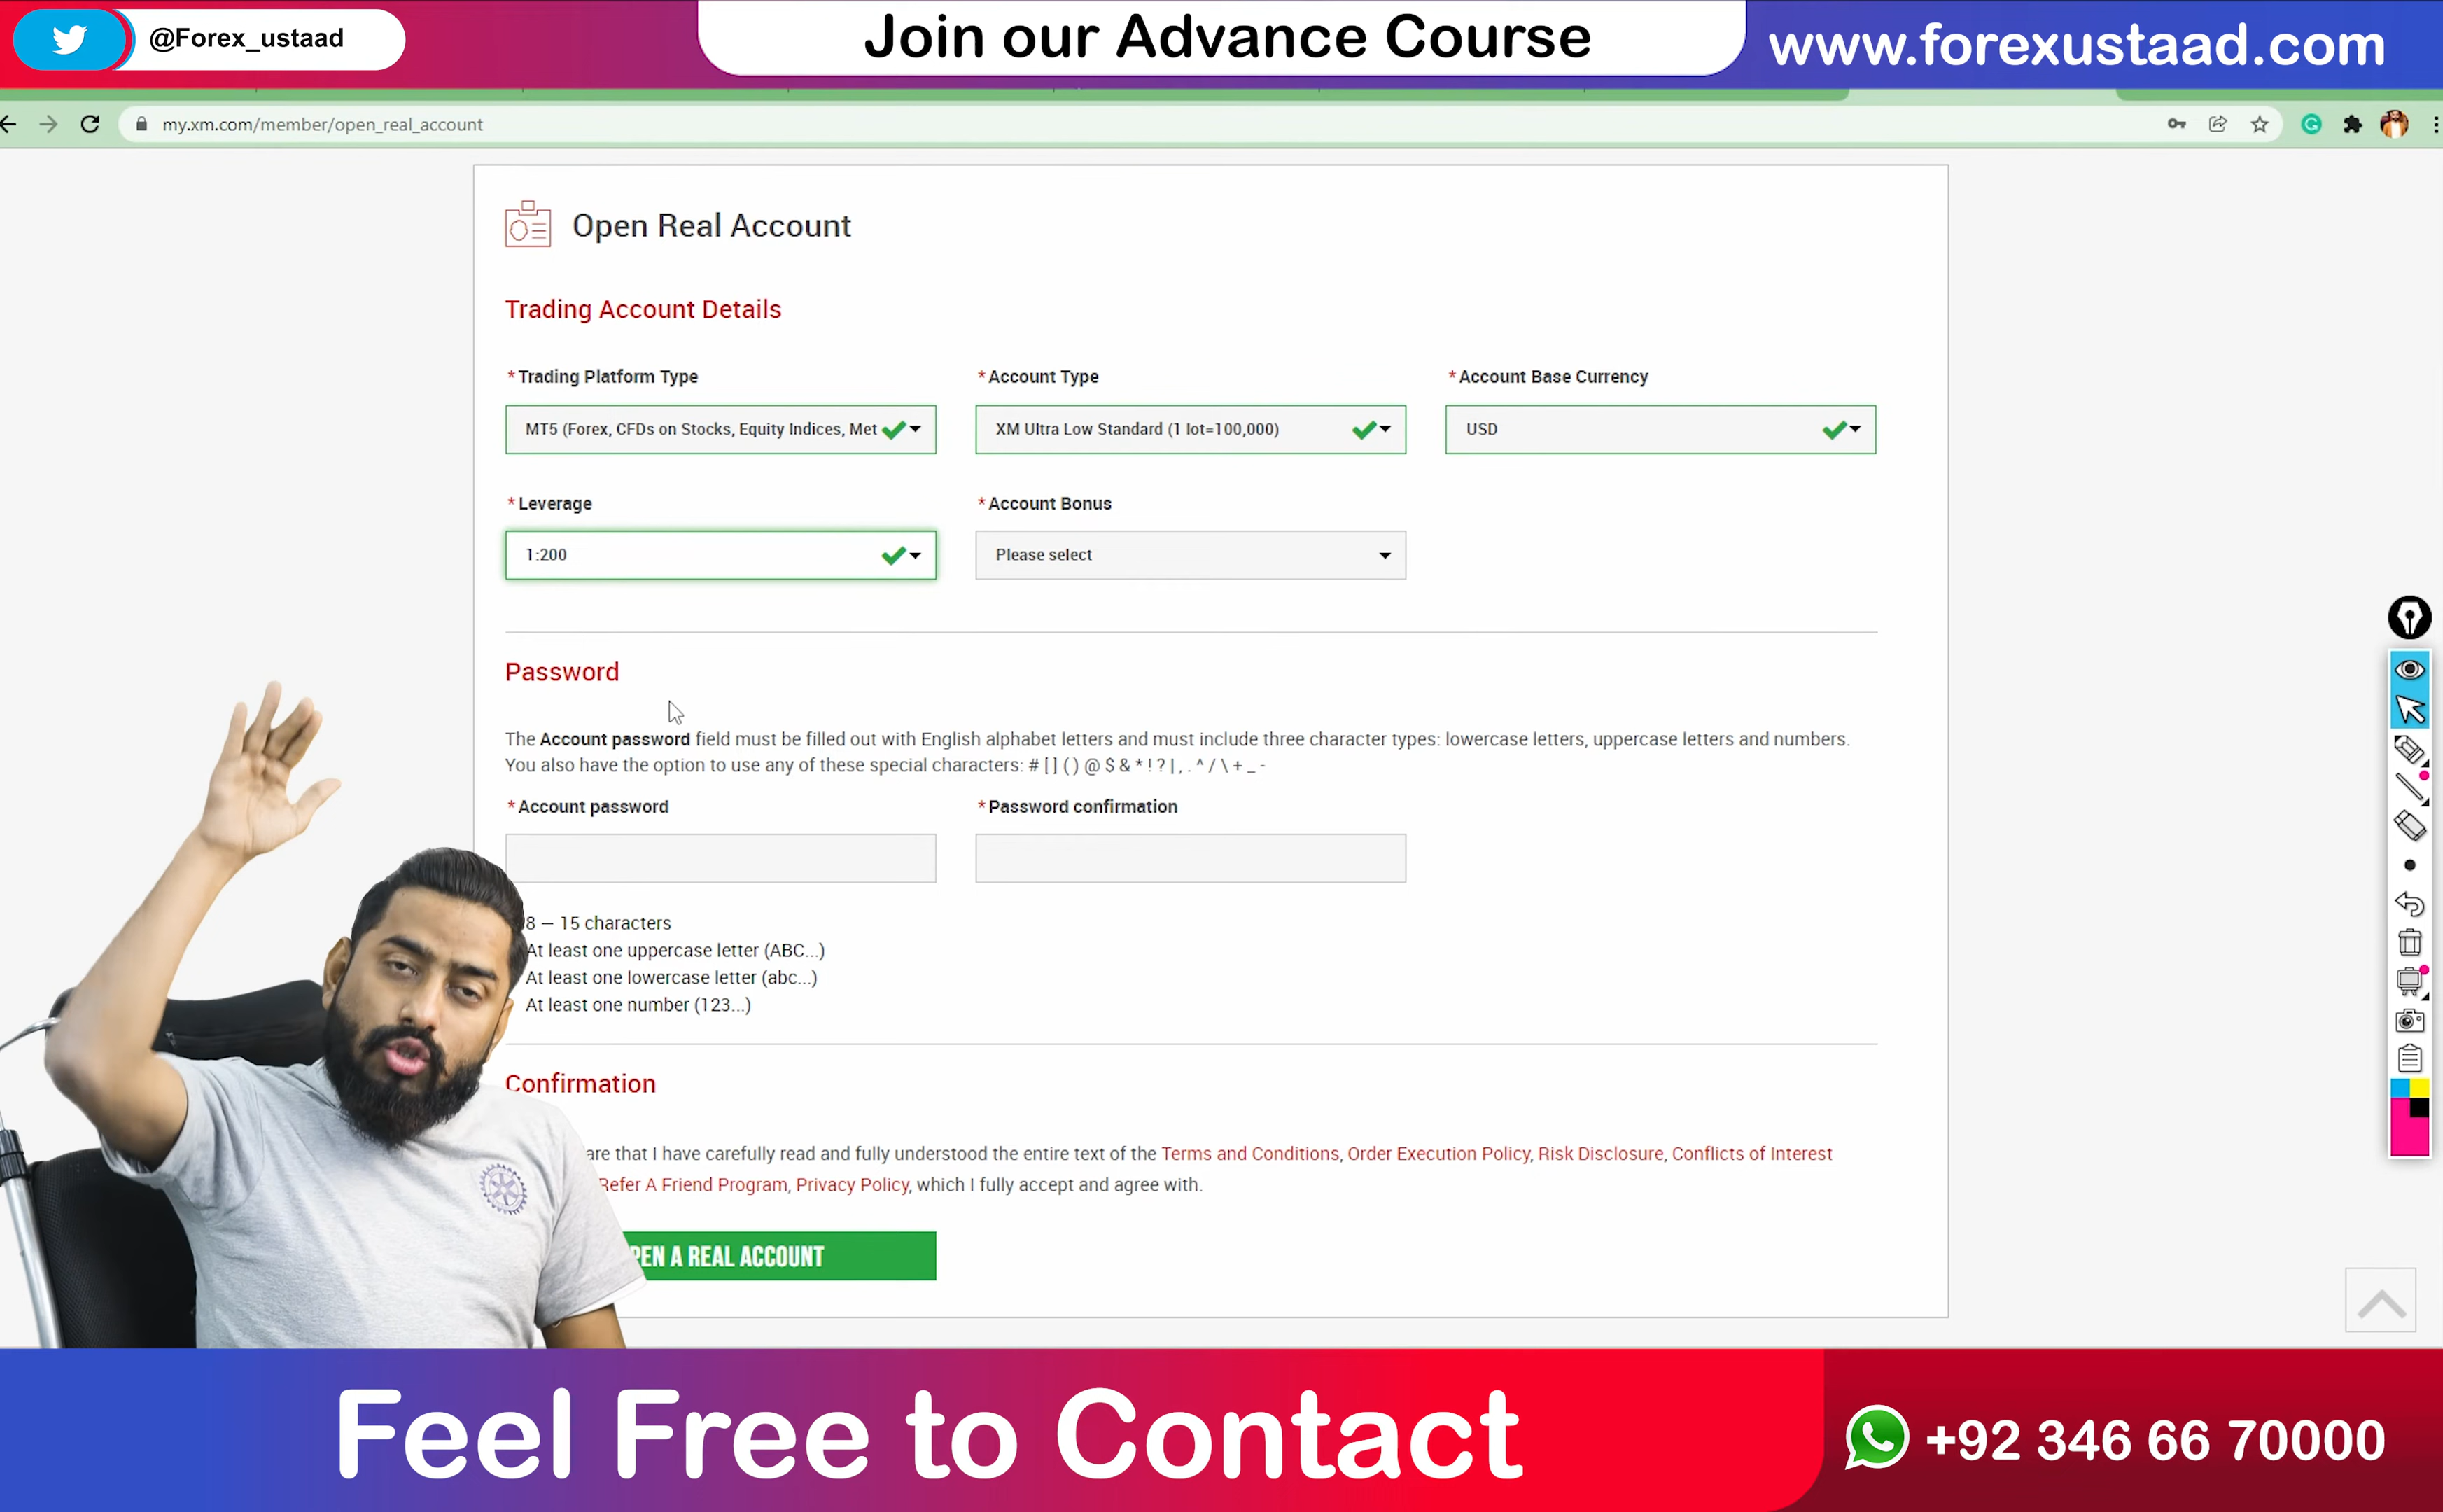 @Forex_ustaad
Join our Advance Course
www.forexustaad.com
my.xm.com/member/open_real_account
Open Real Account
Trading Account Details
*Trading Platform Type
*Account Type
*Account Base Currency
MT5 (Forex, CFDs on Stocks, Equity Indices, Met
XM Ultra Low Standard (1 lot=100,000)
USD
*Leverage
*Account Bonus
1:200
Please select
Password
The Account password field must be filled out with English alphabet letters and must include three character types: lowercase letters, uppercase letters and numbers.
You also have the option to use any of these special characters: # [ ] ( ) @ $ & * ! ? | , . ^ / \ + _ -
*Account password
*Password confirmation
8 – 15 characters
At least one uppercase letter (ABC...)
At least one lowercase letter (abc...)
At least one number (123...)
Confirmation
that I have carefully read and fully understood the entire text of the Terms and Conditions, Order Execution Policy, Risk Disclosure, Conflicts of Interest
Refer A Friend Program, Privacy Policy, which I fully accept and agree with.
A REAL ACCOUNT
Feel Free to Contact
+92 346 66 70000